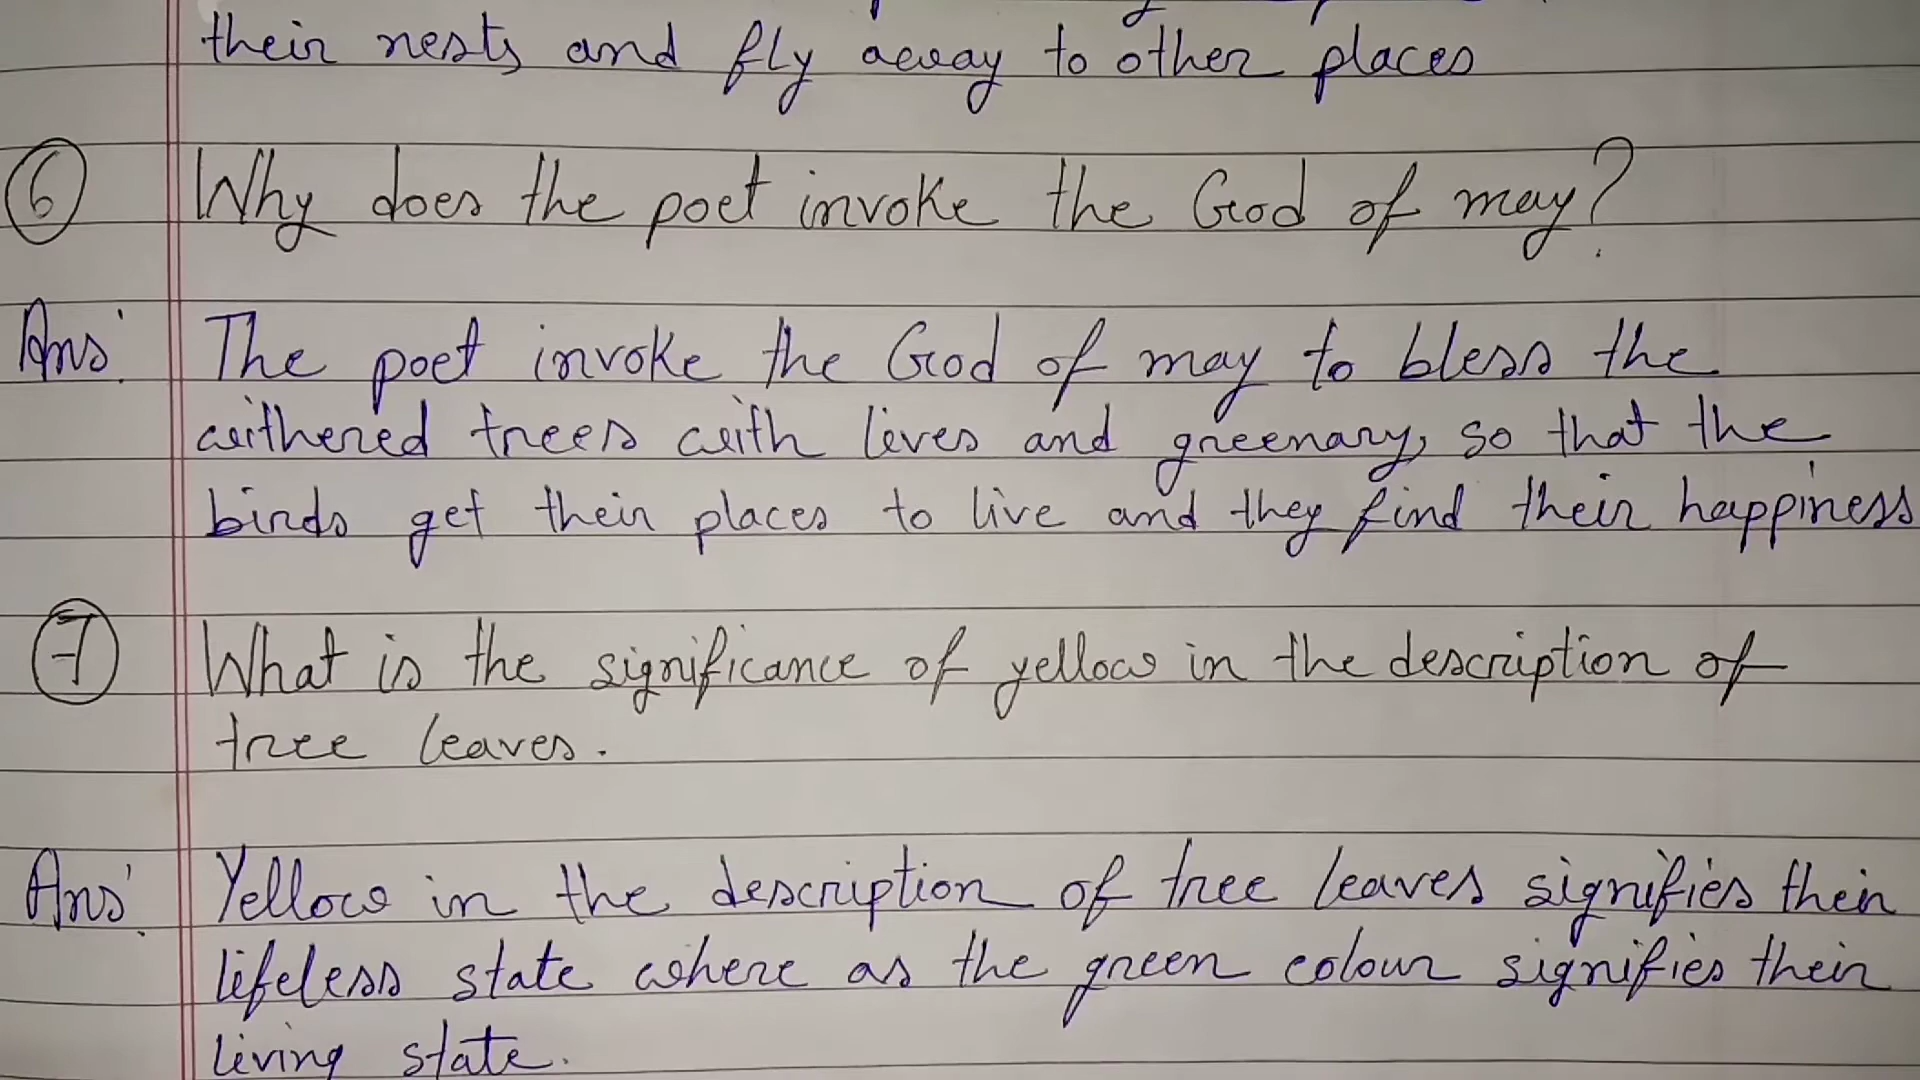 their nests and fly away to other places
6 Why does the poet invoke the God of may?
Ans: The poet invoke the God of may to bless the
withered trees with lives and greenary, so that the
birds get their places to live and they find their happiness
7 What is the significance of yellow in the description of
tree leaves.
Ans: Yellow in the description of tree leaves signifies their
lifeless state where as the green colour signifies their
living state.